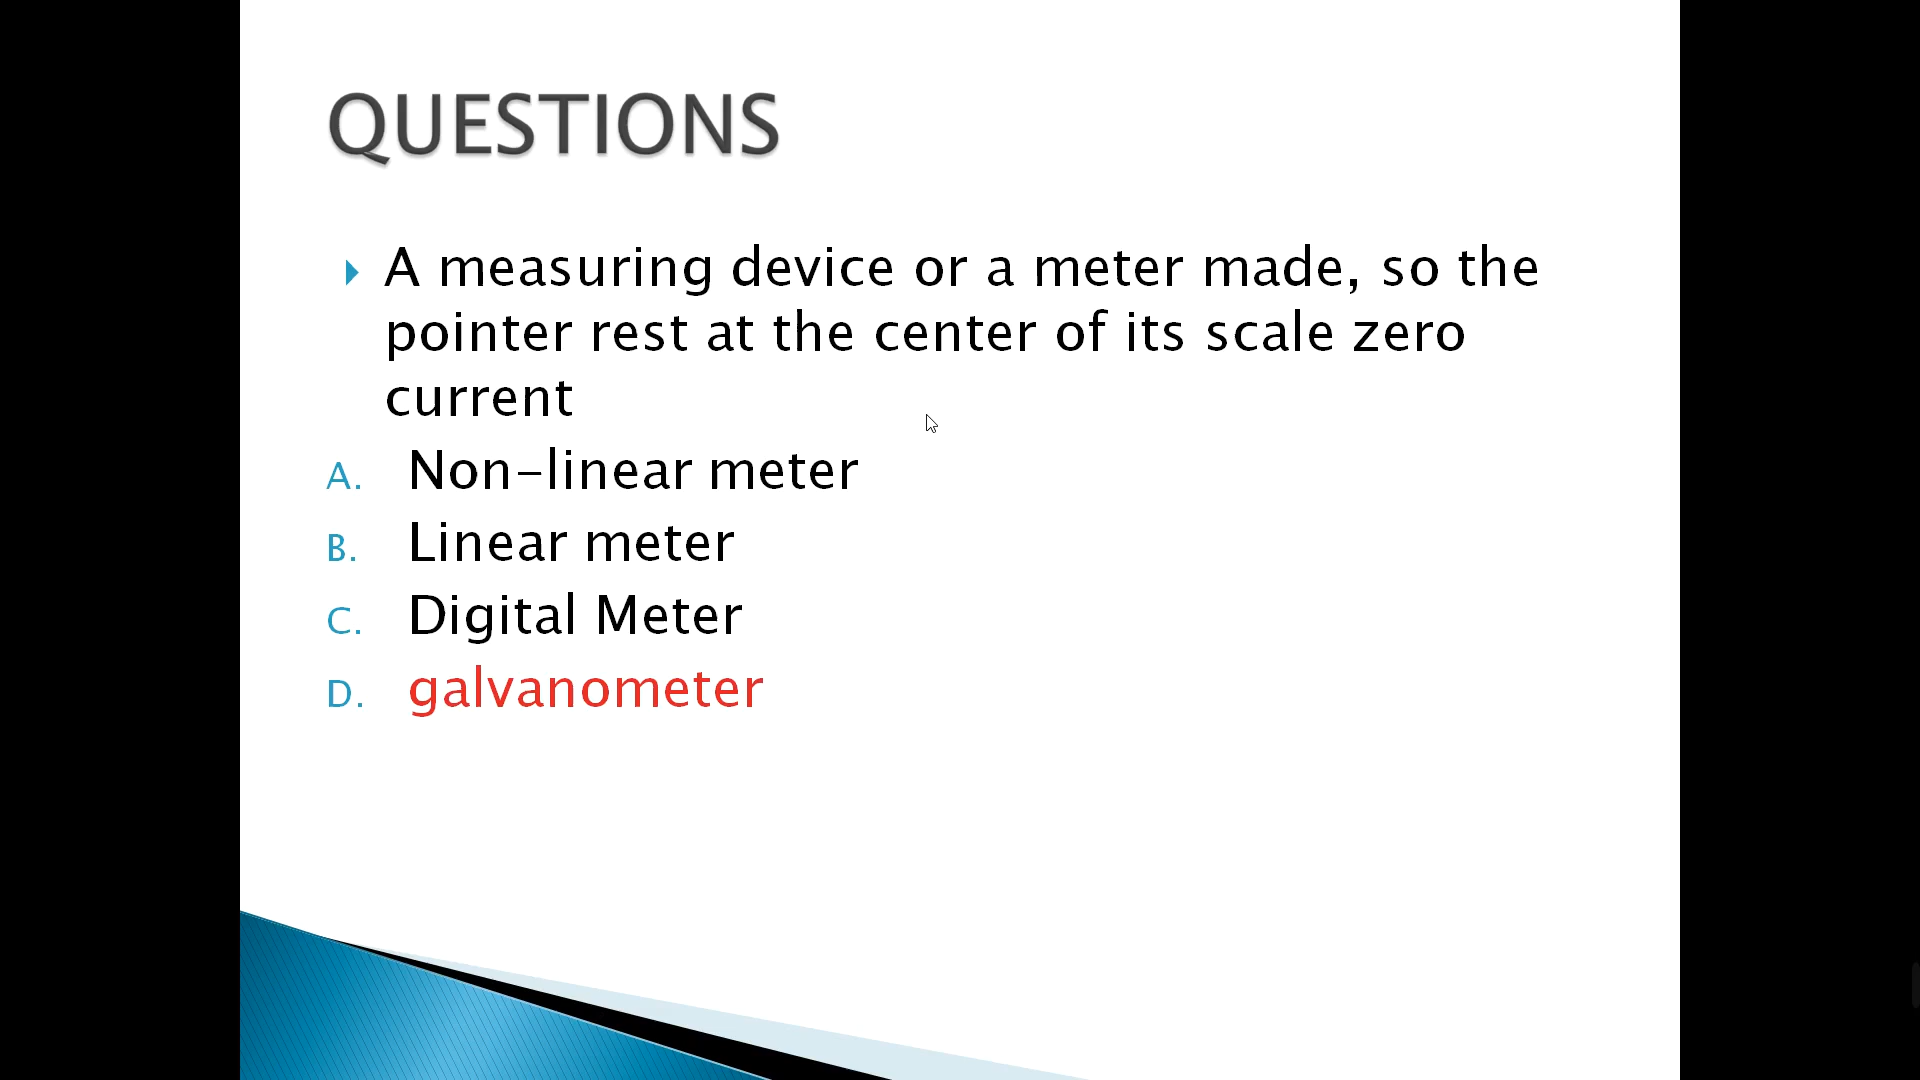 QUESTIONS
A measuring device or a meter made, so the
pointer rest at the center of its scale zero
current
A. Non-linear meter
B. Linear meter
C. Digital Meter
D. galvanometer